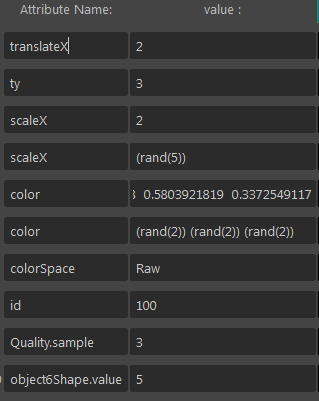 Attribute Name: value :
translateX 2
ty 3
scaleX 2
scaleX (rand(5))
color 0.5803921819 0.3372549117
color (rand(2)) (rand(2)) (rand(2))
colorSpace Raw
id 100
Quality.sample 3
object6Shape.value 5